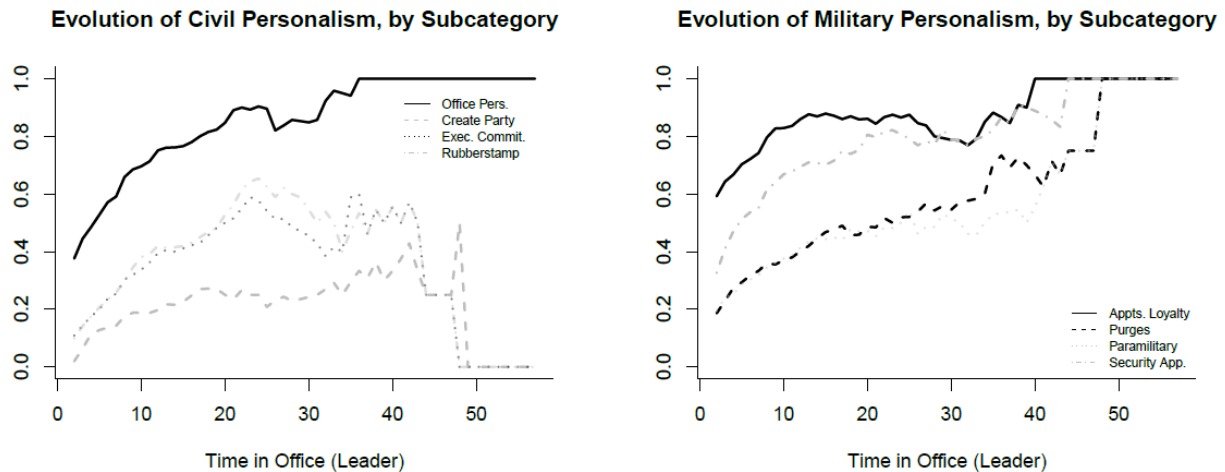 Evolution of Civil Personalism, by Subcategory
1.0
0.8
0.6
0.4
0.2
0.0
Office Pers.
Create Party
Exec. Commit.
Rubberstamp
0
10
20
30
40
50
Time in Office (Leader)
Evolution of Military Personalism, by Subcategory
1.0
0.8
0.6
0.4
0.2
0.0
Appts. Loyalty
Purges
Paramilitary
Security App.
0
10
20
30
40
50
Time in Office (Leader)